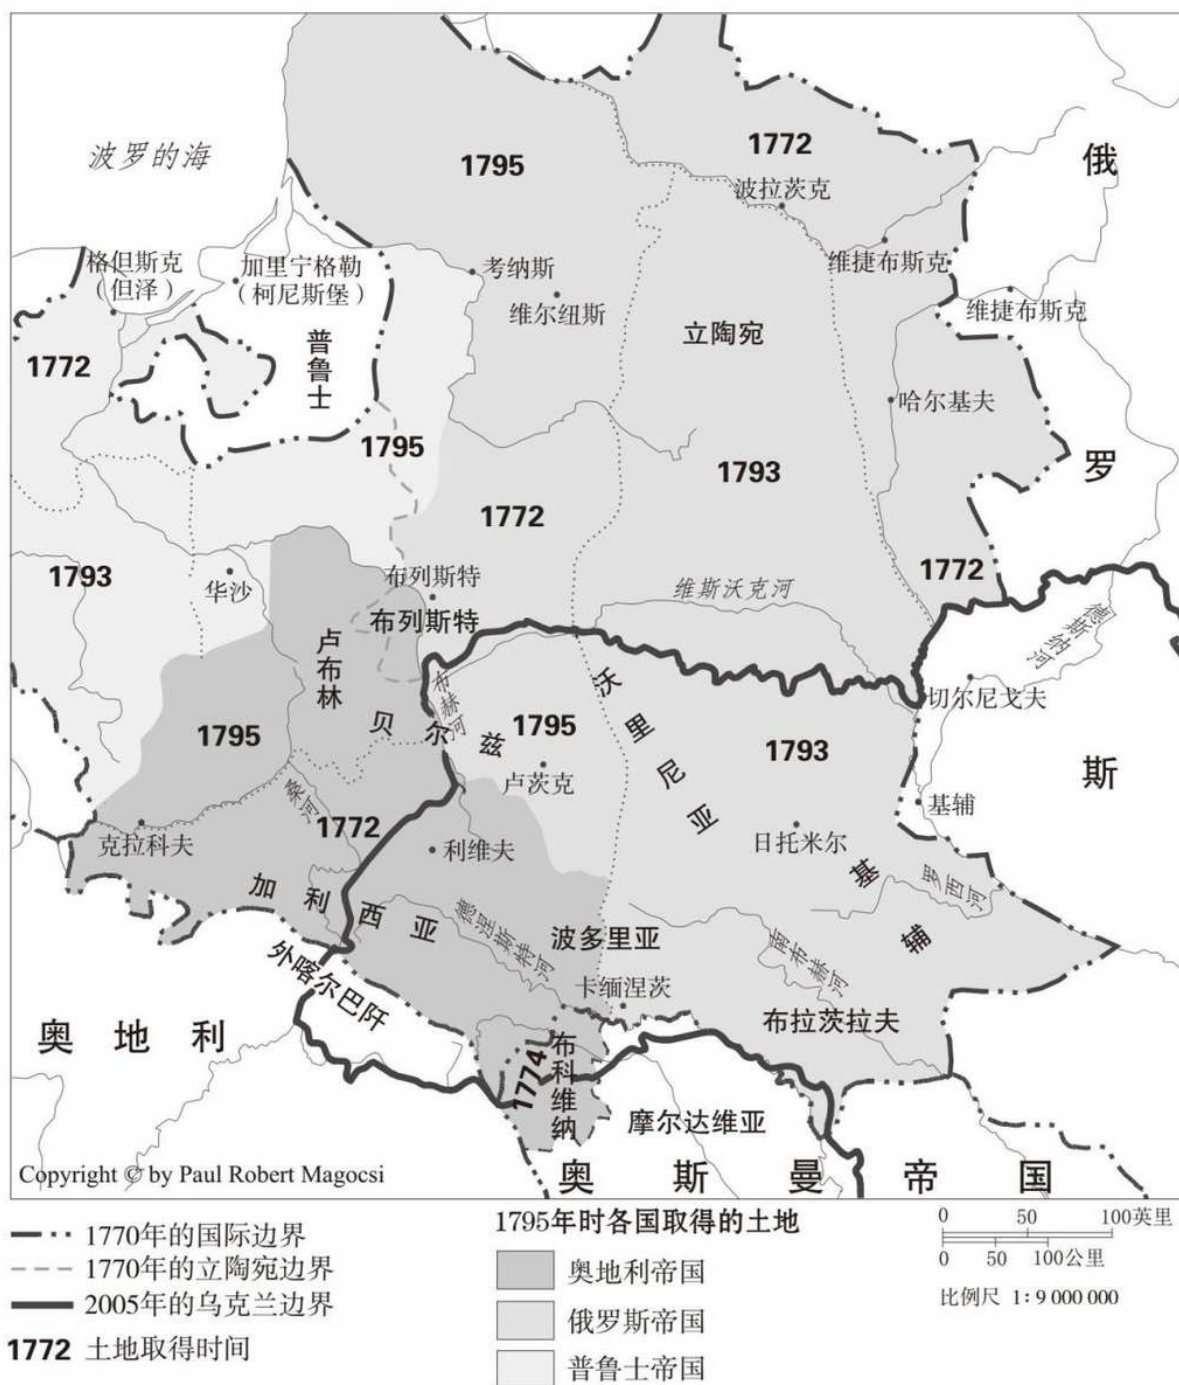 1772
俄
波罗的海
1795
波拉茨克
维捷布斯克
格但斯克
（但泽）
加里宁格勒
（柯尼斯堡）
考纳斯
维尔纽斯
维捷布斯克
立陶宛
普鲁士
1772
哈尔基夫
1795
1793
罗
1772
1793
华沙
布列斯特
1772
维斯沃克河
布列斯特
德斯纳河
卢布林
沃里尼亚
切尔尼戈夫
布赫河
贝尔兹
1795
1795
1793
卢茨克
斯
桑河
基辅
克拉科夫
1772
利维夫
日托米尔
基辅
罗西河
加利西亚
德涅斯特河
波多里亚
南布赫河
外喀尔巴阡
卡缅涅茨
奥地利
布拉茨拉夫
1774
布科维纳
摩尔达维亚
奥斯曼帝国
Copyright © by Paul Robert Magocsi
1770年的国际边界
1770年的立陶宛边界
2005年的乌克兰边界
1772 土地取得时间
1795年时各国取得的土地
奥地利帝国
俄罗斯帝国
普鲁士帝国
0 50 100英里
0 50 100公里
比例尺 1:9 000 000